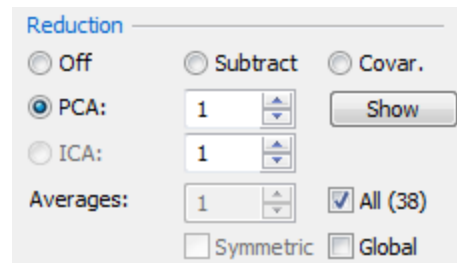 Reduction
Off Subtract Covar.
PCA: 1 Show
ICA: 1
Averages: 1 All (38)
Symmetric Global